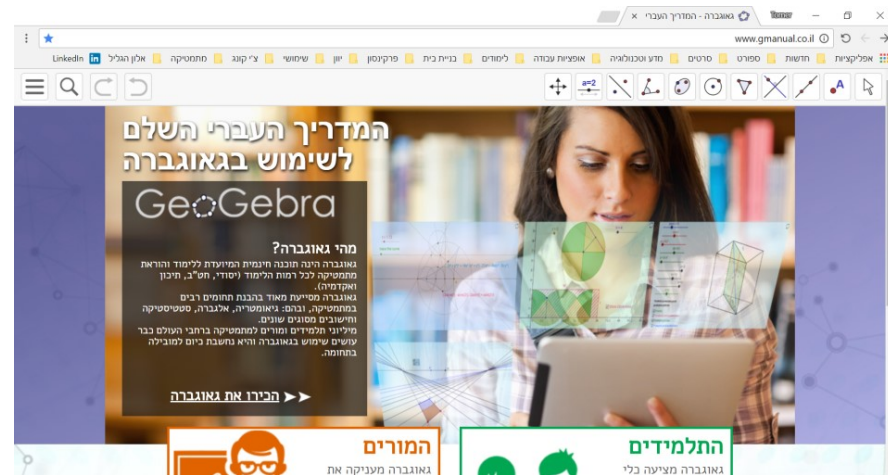 גאוגברה - המדריך העברי
Tomer
www.gmanual.co.il
אפליקציות
חדשות
ספורט
סרטים
מדע וטכנולוגיה
אופציות עבודה
לימודים
בניית בית
פרקינסון
יוון
שימושי
צ'י קונג
מתמטיקה
אלון הגליל
LinkedIn
a=2
A
המדריך העברי השלם
לשימוש בגאוגברה
GeoGebra
מהי גאוגברה?
גאוגברה הינה תוכנה חינמית המיועדת ללימוד והוראת
מתמטיקה לכל רמות הלימוד (יסודי, חט"ב, תיכון
ואקדמיה).
גאוגברה מסייעת מאוד בהבנת תחומים רבים
במתמטיקה, ובהם: גיאומטריה, אלגברה, סטטיסטיקה
וחישובים מסוגים שונים.
מיליוני תלמידים ומורים למתמטיקה ברחבי העולם כבר
עושים שימוש בגאוגברה והיא נחשבת כיום למובילה
בתחומה.
הכירו את גאוגברה
התלמידים
גאוגברה מציעה כלי
המורים
גאוגברה מעניקה את